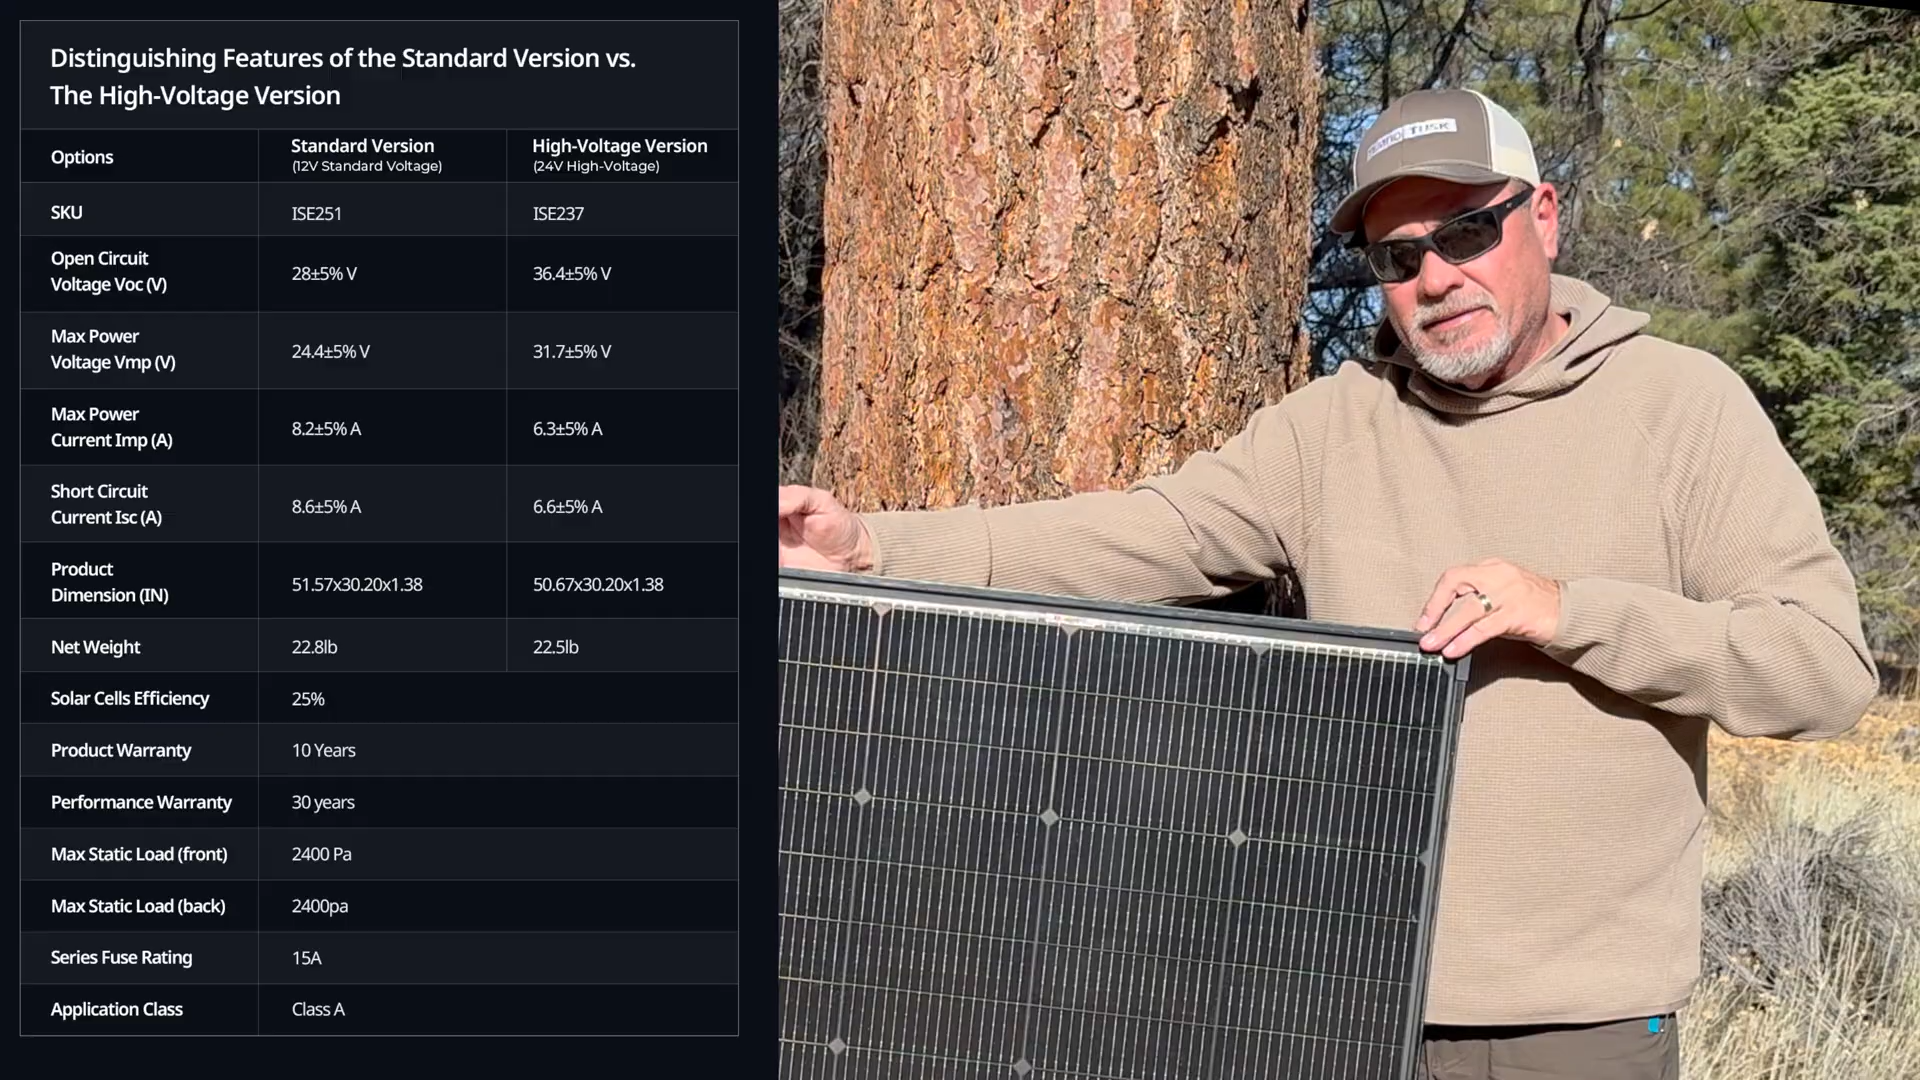 Distinguishing Features of the Standard Version vs.
The High-Voltage Version
Options
Standard Version
(12V Standard Voltage)
High-Voltage Version
(24V High-Voltage)
SKU
ISE251
ISE237
Open Circuit
Voltage Voc (V)
28±5% V
36.4±5% V
Max Power
Voltage Vmp (V)
24.4±5% V
31.7±5% V
Max Power
Current Imp (A)
8.2±5% A
6.3±5% A
Short Circuit
Current Isc (A)
8.6±5% A
6.6±5% A
Product
Dimension (IN)
51.57x30.20x1.38
50.67x30.20x1.38
Net Weight
22.8lb
22.5lb
Solar Cells Efficiency
25%
Product Warranty
10 Years
Performance Warranty
30 years
Max Static Load (front)
2400 Pa
Max Static Load (back)
2400pa
Series Fuse Rating
15A
Application Class
Class A
TUSK